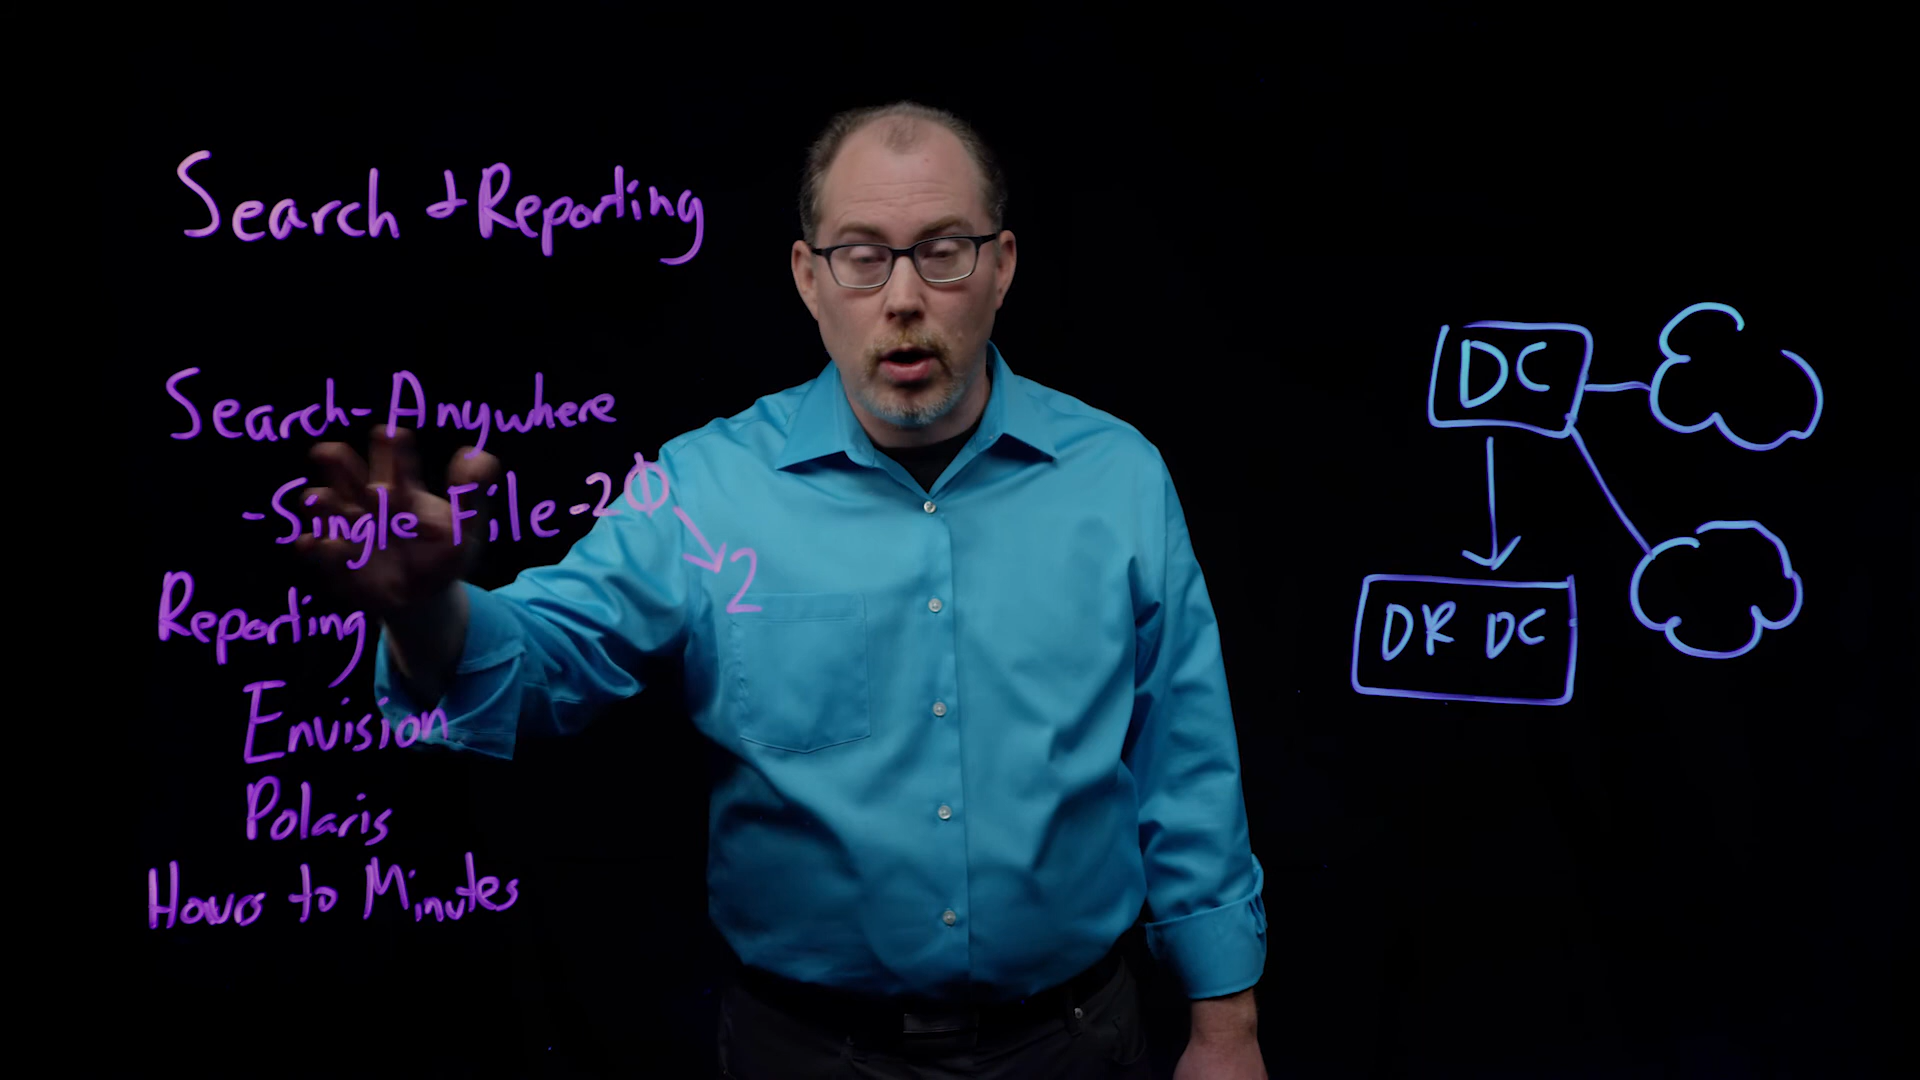 Search & Reporting
Search-Anywhere
-Single File-20
2
Reporting
Envision
Polaris
Hours to Minutes
DC
DR DC